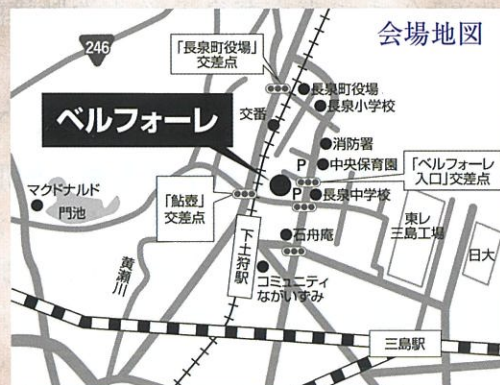 会場地図
246
「長泉町役場」
交差点
長泉町役場
長泉小学校
交番
ベルフォーレ
消防署
P
中央保育園
「ベルフォーレ
入口」交差点
P
長泉中学校
マクドナルド
門池
「鮎壺」
交差点
東レ
三島工場
日大
石舟庵
下土狩駅
黄瀬川
コミュニティ
ながいずみ
三島駅